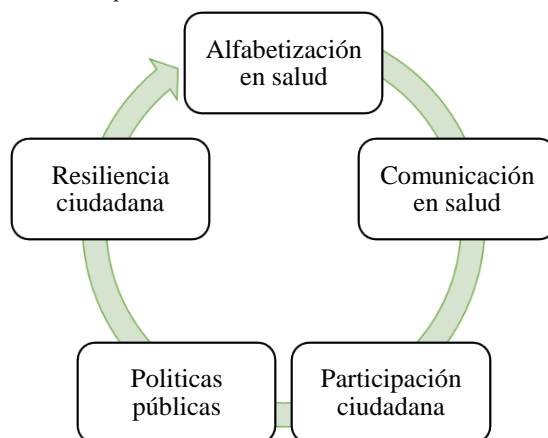 Alfabetización
en salud
Comunicación
en salud
Participación
ciudadana
Politicas
públicas
Resiliencia
ciudadana